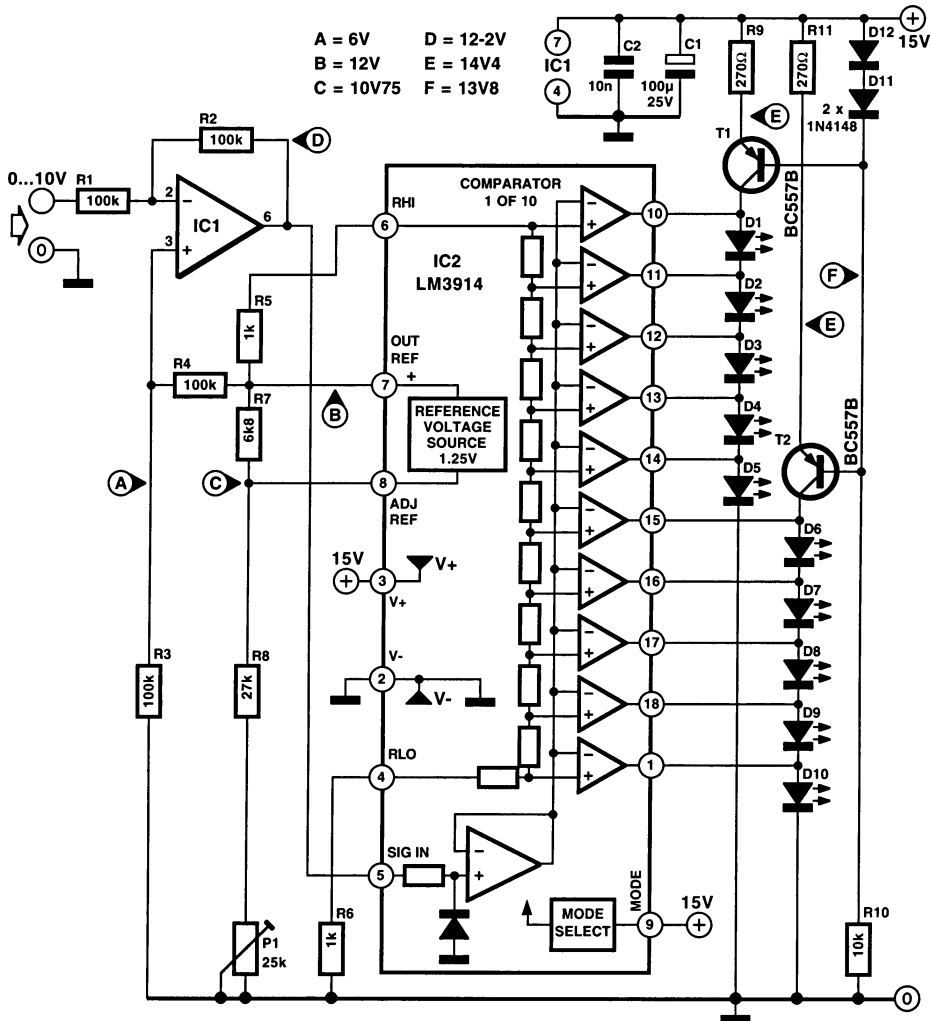 A = 6V D = 12-2V
B = 12V E = 14V4
C = 10V75 F = 13V8
7
IC1
4
C2
10n
C1
100µ
25V
R9
270Ω
R11
270Ω
D12
D11
+
15V
2 x
1N4148
E
T1
BC557B
R2
100k
D
0...10V
R1
100k
2
−
IC1
6
3
+
0
COMPARATOR
1 OF 10
RHI
6
IC2
LM3914
R5
1k
OUT
REF
R4
100k
7
+
B
R7
6k8
REFERENCE
VOLTAGE
SOURCE
1.25V
A
C
8
ADJ
REF
15V
+
3
V+
V+
V-
2
V-
R3
100k
R8
27k
RLO
4
SIG IN
5
−
+
R6
1k
P1
25k
MODE
SELECT
MODE
9
15V
+
−
+
10
−
+
11
−
+
12
−
+
13
−
+
14
−
+
15
−
+
16
−
+
17
−
+
18
−
+
1
D1
D2
D3
D4
D5
F
E
T2
BC557B
D6
D7
D8
D9
D10
R10
10k
0